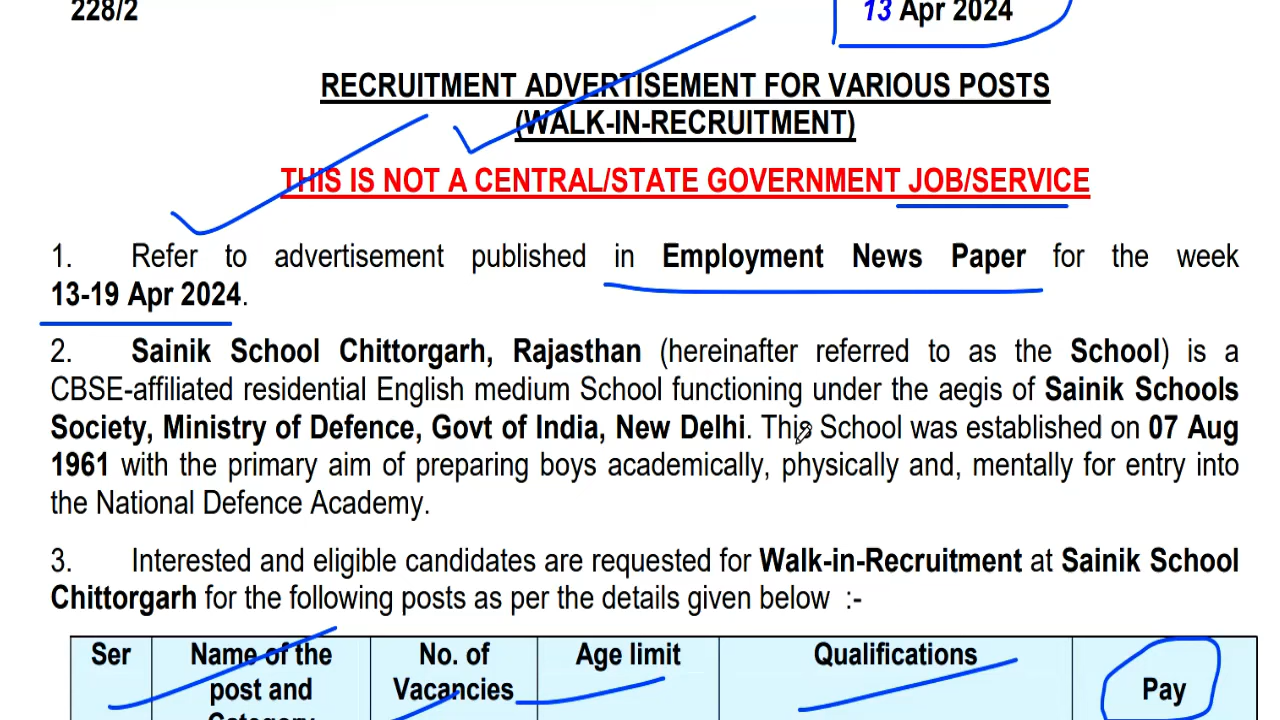 228/2 13 Apr 2024
RECRUITMENT ADVERTISEMENT FOR VARIOUS POSTS
(WALK-IN-RECRUITMENT)
THIS IS NOT A CENTRAL/STATE GOVERNMENT JOB/SERVICE
1. Refer to advertisement published in Employment News Paper for the week
13-19 Apr 2024.
2. Sainik School Chittorgarh, Rajasthan (hereinafter referred to as the School) is a
CBSE-affiliated residential English medium School functioning under the aegis of Sainik Schools
Society, Ministry of Defence, Govt of India, New Delhi. This School was established on 07 Aug
1961 with the primary aim of preparing boys academically, physically and, mentally for entry into
the National Defence Academy.
3. Interested and eligible candidates are requested for Walk-in-Recruitment at Sainik School
Chittorgarh for the following posts as per the details given below :-
Ser Name of the No. of Age limit Qualifications
post and Vacancies Pay
Category